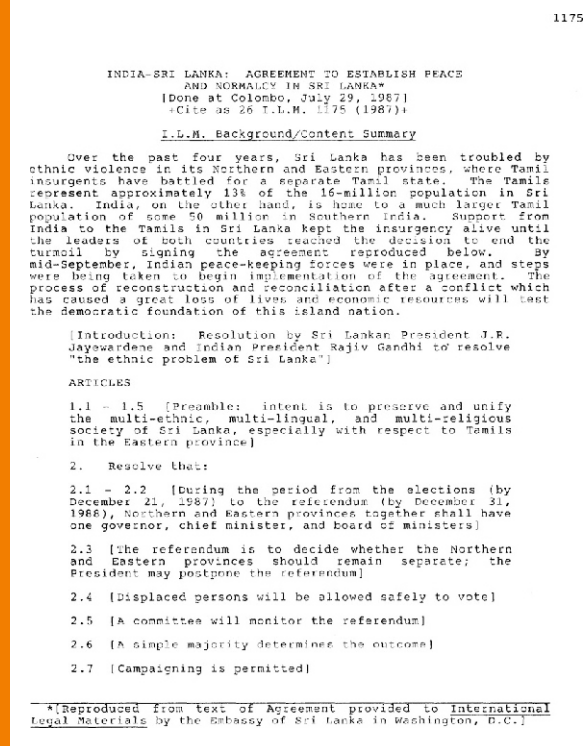 1175
INDIA-SRI LANKA: AGREEMENT TO ESTABLISH PEACE
AND NORMALCY IN SRI LANKA*
[Done at Colombo, July 29, 1987]
+Cite as 26 I.L.M. 1175 (1987)+
I.L.M. Background/Content Summary
Over the past four years, Sri Lanka has been troubled by
ethnic violence in its Northern and Eastern provinces, where Tamil
insurgents have battled for a separate Tamil state. The Tamils
represent approximately 13% of the 16-million population in Sri
Lanka. India, on the other hand, is home to a much larger Tamil
population of some 50 million in Southern India. Support from
India to the Tamils in Sri Lanka kept the insurgency alive until
the leaders of both countries reached the decision to end the
turmoil by signing the agreement reproduced below. By
mid-September, Indian peace-keeping forces were in place, and steps
were being taken to begin implementation of the agreement. The
process of reconstruction and reconciliation after a conflict which
has caused a great loss of lives and economic resources will test
the democratic foundation of this island nation.
[Introduction: Resolution by Sri Lankan President J.R.
Jayewardene and Indian President Rajiv Gandhi to resolve
"the ethnic problem of Sri Lanka"]
ARTICLES
1.1 - 1.5 [Preamble: intent is to preserve and unify
the multi-ethnic, multi-lingual, and multi-religious
society of Sri Lanka, especially with respect to Tamils
in the Eastern province]
2. Resolve that:
2.1 - 2.2 [During the period from the elections (by
December 21, 1987) to the referendum (by December 31,
1988), Northern and Eastern provinces together shall have
one governor, chief minister, and board of ministers]
2.3 [The referendum is to decide whether the Northern
and Eastern provinces should remain separate; the
President may postpone the referendum]
2.4 [Displaced persons will be allowed safely to vote]
2.5 [A committee will monitor the referendum]
2.6 [A simple majority determines the outcome]
2.7 [Campaigning is permitted]
*[Reproduced from text of Agreement provided to International
Legal Materials by the Embassy of Sri Lanka in Washington, D.C.]